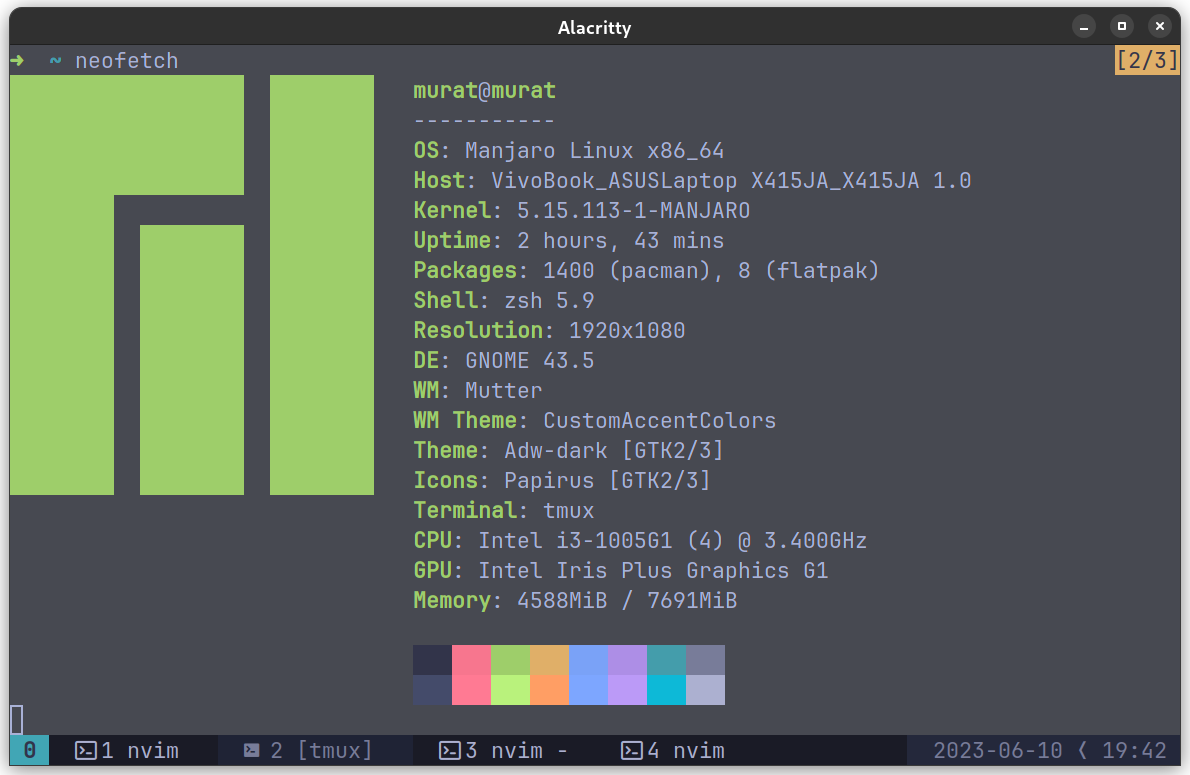 Alacritty
➜ ~ neofetch [2/3]
murat@murat
-----------
OS: Manjaro Linux x86_64
Host: VivoBook_ASUSLaptop X415JA_X415JA 1.0
Kernel: 5.15.113-1-MANJARO
Uptime: 2 hours, 43 mins
Packages: 1400 (pacman), 8 (flatpak)
Shell: zsh 5.9
Resolution: 1920x1080
DE: GNOME 43.5
WM: Mutter
WM Theme: CustomAccentColors
Theme: Adw-dark [GTK2/3]
Icons: Papirus [GTK2/3]
Terminal: tmux
CPU: Intel i3-1005G1 (4) @ 3.400GHz
GPU: Intel Iris Plus Graphics G1
Memory: 4588MiB / 7691MiB
0 1 nvim 2 [tmux] 3 nvim - 4 nvim 2023-06-10 ❬ 19:42